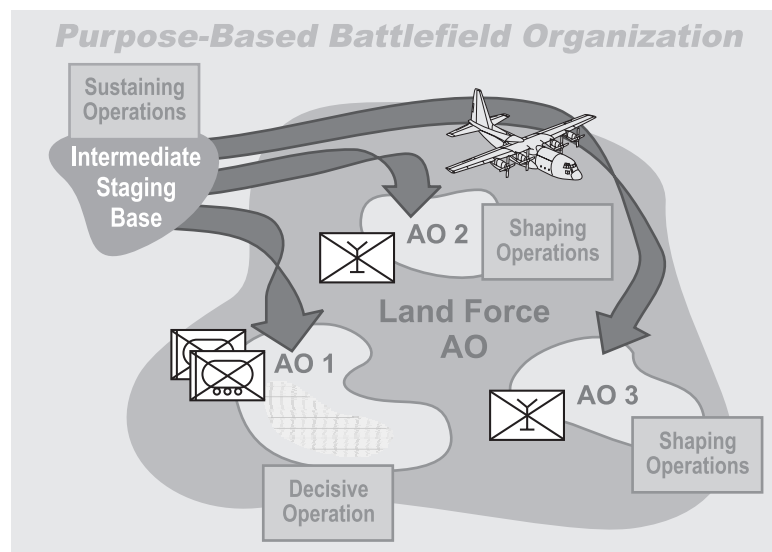 Purpose-Based Battlefield Organization
Sustaining
Operations
Intermediate
Staging
Base
AO 2
Shaping
Operations
Land Force
AO
AO 1
AO 3
Shaping
Operations
Decisive
Operation